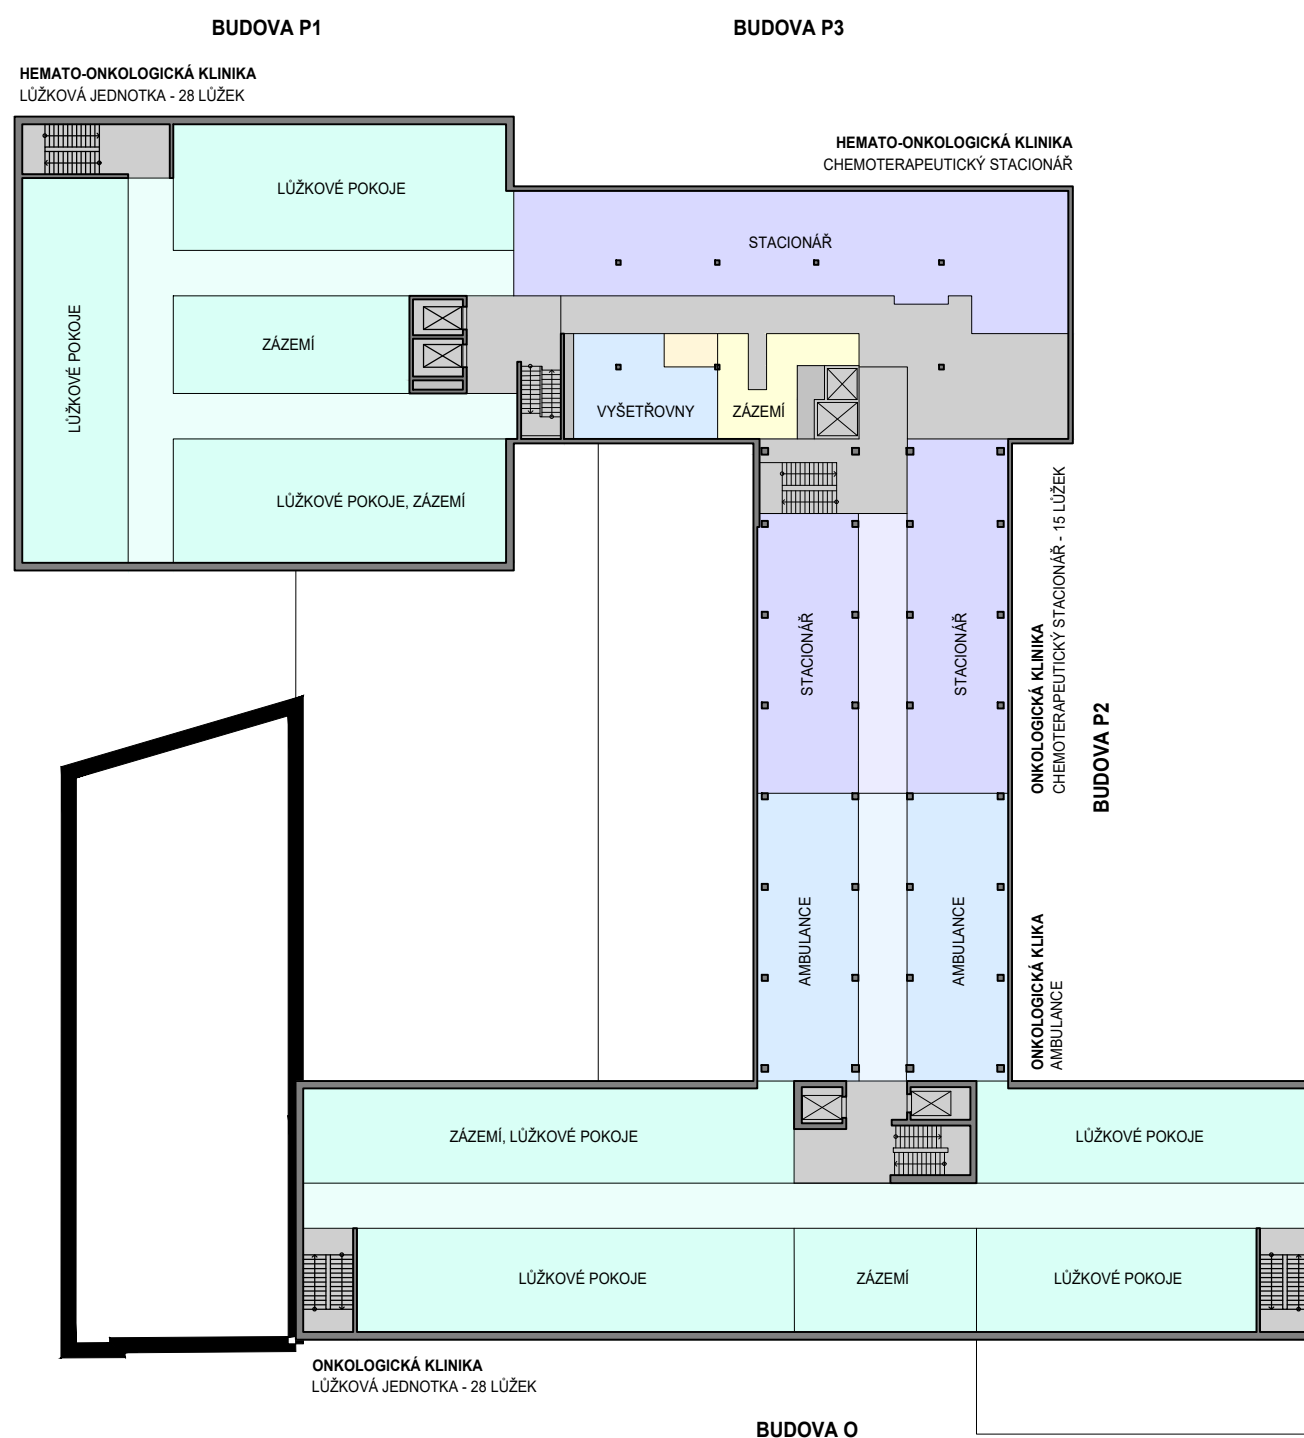 BUDOVA P1
BUDOVA P3
HEMATO-ONKOLOGICKÁ KLINIKA
LŮŽKOVÁ JEDNOTKA - 28 LŮŽEK
HEMATO-ONKOLOGICKÁ KLINIKA
CHEMOTERAPEUTICKÝ STACIONÁŘ
LŮŽKOVÉ POKOJE
STACIONÁŘ
LŮŽKOVÉ POKOJE
ZÁZEMÍ
VYŠETŘOVNY
ZÁZEMÍ
LŮŽKOVÉ POKOJE, ZÁZEMÍ
STACIONÁŘ
STACIONÁŘ
ONKOLOGICKÁ KLINIKA
CHEMOTERAPEUTICKÝ STACIONÁŘ - 15 LŮŽEK
BUDOVA P2
AMBULANCE
AMBULANCE
ONKOLOGICKÁ KLIKA
AMBULANCE
ZÁZEMÍ, LŮŽKOVÉ POKOJE
LŮŽKOVÉ POKOJE
LŮŽKOVÉ POKOJE
ZÁZEMÍ
LŮŽKOVÉ POKOJE
ONKOLOGICKÁ KLINIKA
LŮŽKOVÁ JEDNOTKA - 28 LŮŽEK
BUDOVA O